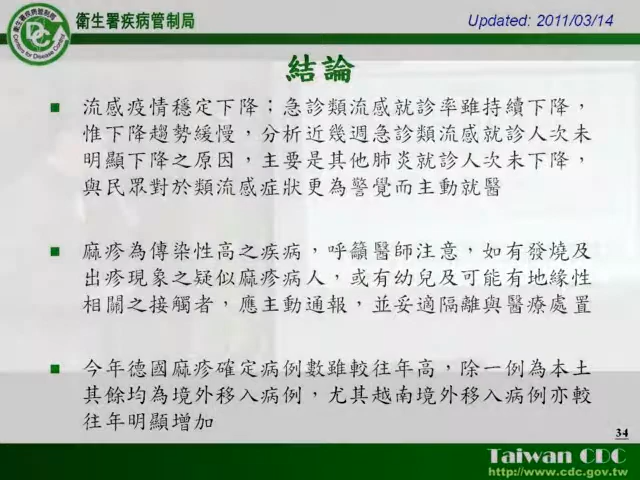 衛生署疾病管制局
Updated: 2011/03/14
結論
流感疫情穩定下降；急診類流感就診率雖持續下降，
惟下降趨勢緩慢，分析近幾週急診類流感就診人次未
明顯下降之原因，主要是其他肺炎就診人次未下降，
與民眾對於類流感症狀更為警覺而主動就醫
麻疹為傳染性高之疾病，呼籲醫師注意，如有發燒及
出疹現象之疑似麻疹病人，或有幼兒及可能有地緣性
相關之接觸者，應主動通報，並妥適隔離與醫療處置
今年德國麻疹確定病例數雖較往年高，除一例為本土
其餘均為境外移入病例，尤其越南境外移入病例亦較
往年明顯增加
34
Taiwan CDC
http://www.cdc.gov.tw